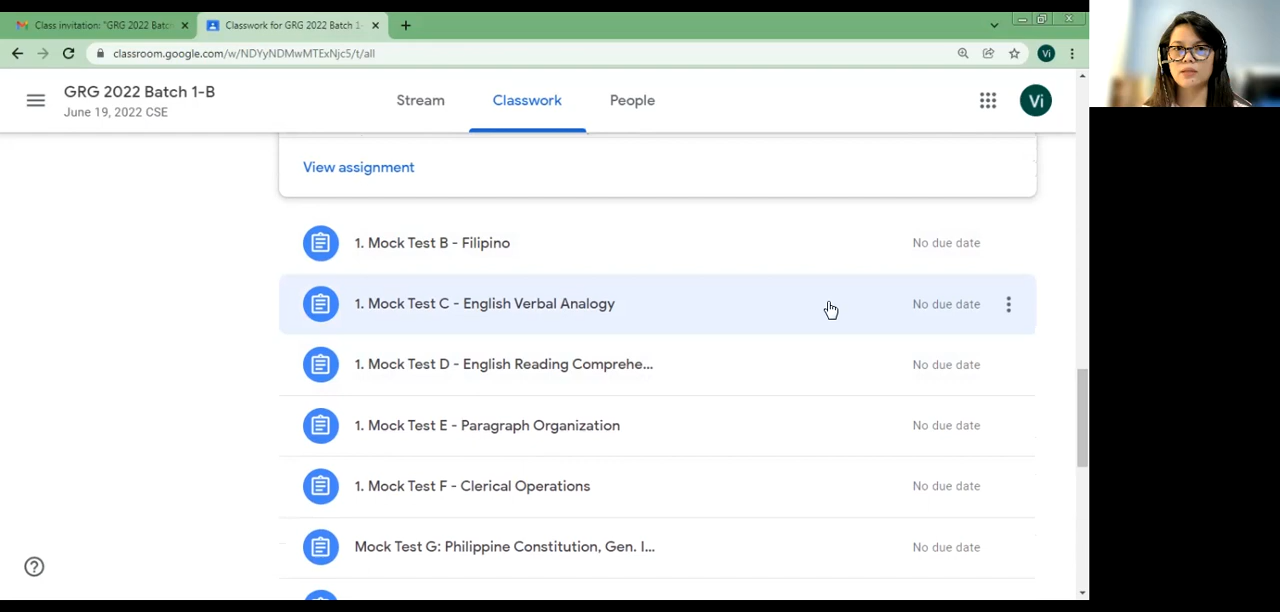 Class invitation: "GRG 2022 Batc
Classwork for GRG 2022 Batch 1-
classroom.google.com/w/NDYyNDMwMTExNjc5/t/all
Vi
GRG 2022 Batch 1-B
June 19, 2022 CSE
Stream
Classwork
People
Vi
View assignment
1. Mock Test B - Filipino
No due date
1. Mock Test C - English Verbal Analogy
No due date
1. Mock Test D - English Reading Comprehe...
No due date
1. Mock Test E - Paragraph Organization
No due date
1. Mock Test F - Clerical Operations
No due date
Mock Test G: Philippine Constitution, Gen. I...
No due date